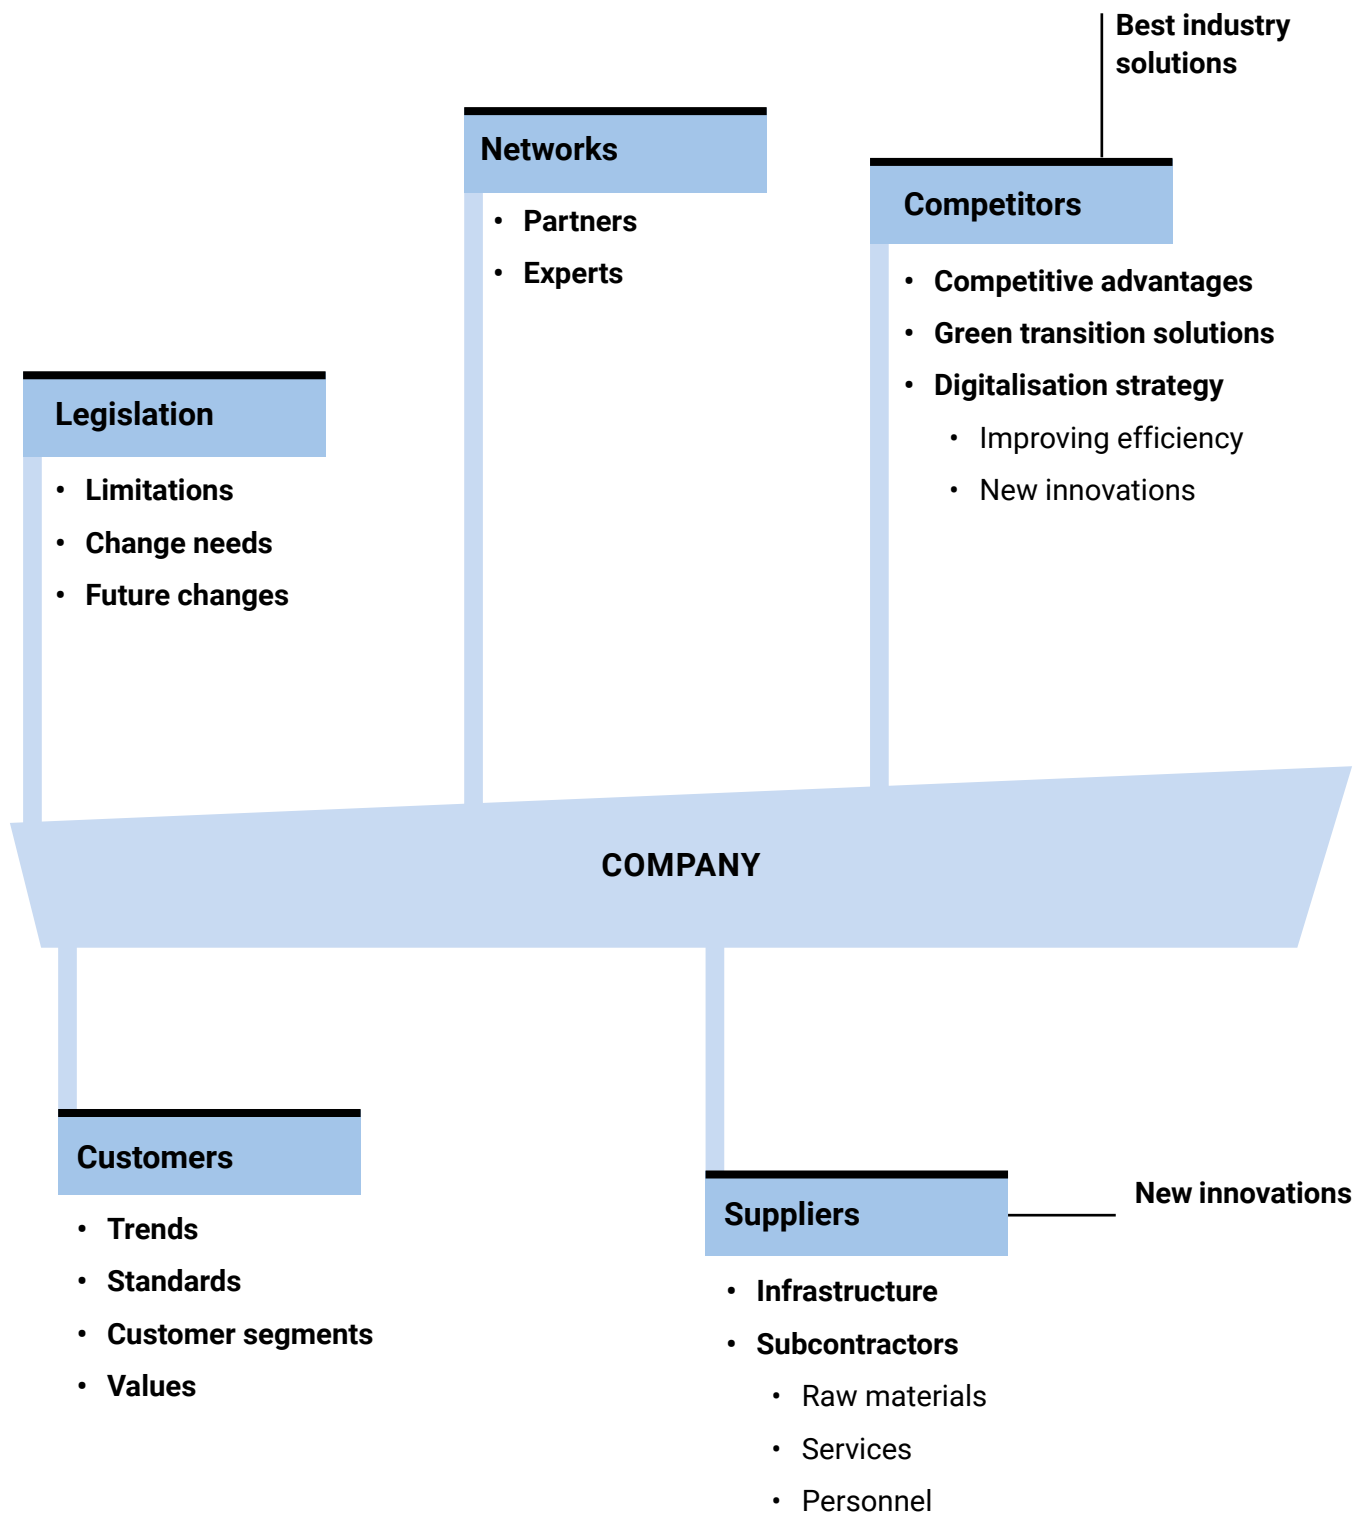 Best industry
solutions
Networks
• Partners
• Experts
Competitors
• Competitive advantages
• Green transition solutions
• Digitalisation strategy
• Improving efficiency
• New innovations
Legislation
• Limitations
• Change needs
• Future changes
COMPANY
Customers
• Trends
• Standards
• Customer segments
• Values
Suppliers
New innovations
• Infrastructure
• Subcontractors
• Raw materials
• Services
• Personnel